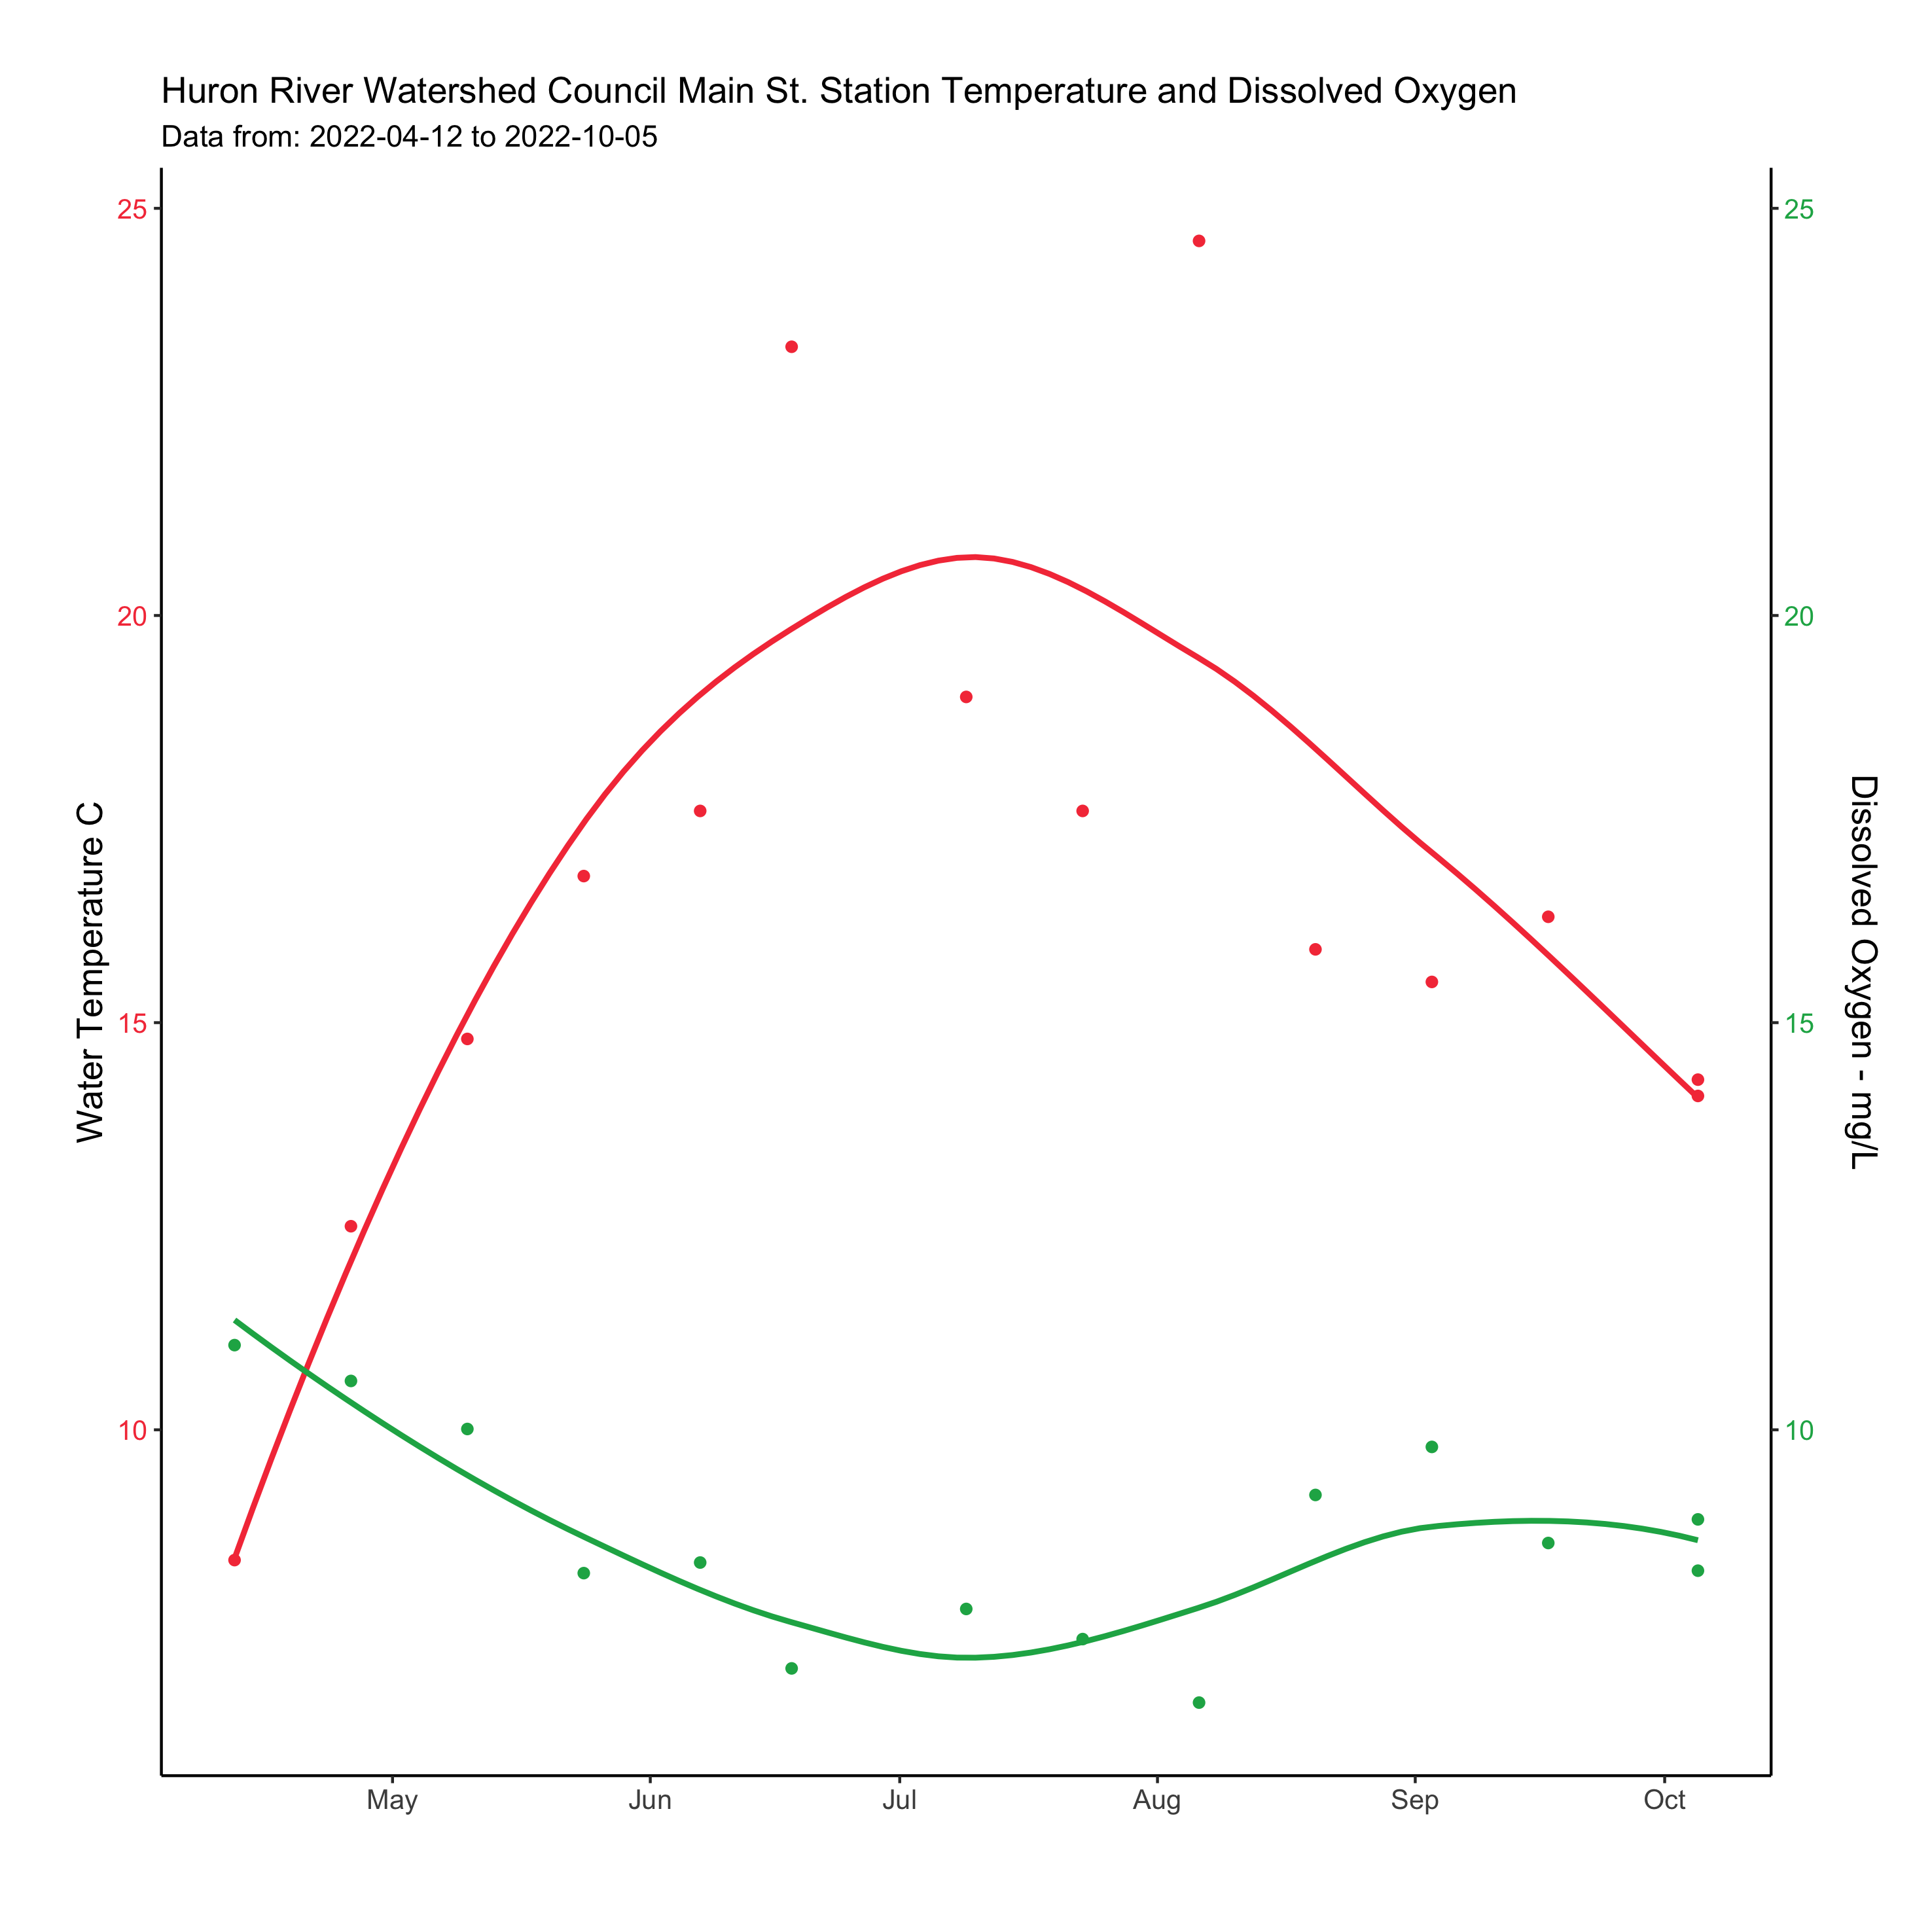 Huron River Watershed Council Main St. Station Temperature and Dissolved Oxygen
Data from: 2022-04-12 to 2022-10-05
25
20
15
10
Water Temperature C
25
20
15
10
Dissolved Oxygen - mg/L
May
Jun
Jul
Aug
Sep
Oct